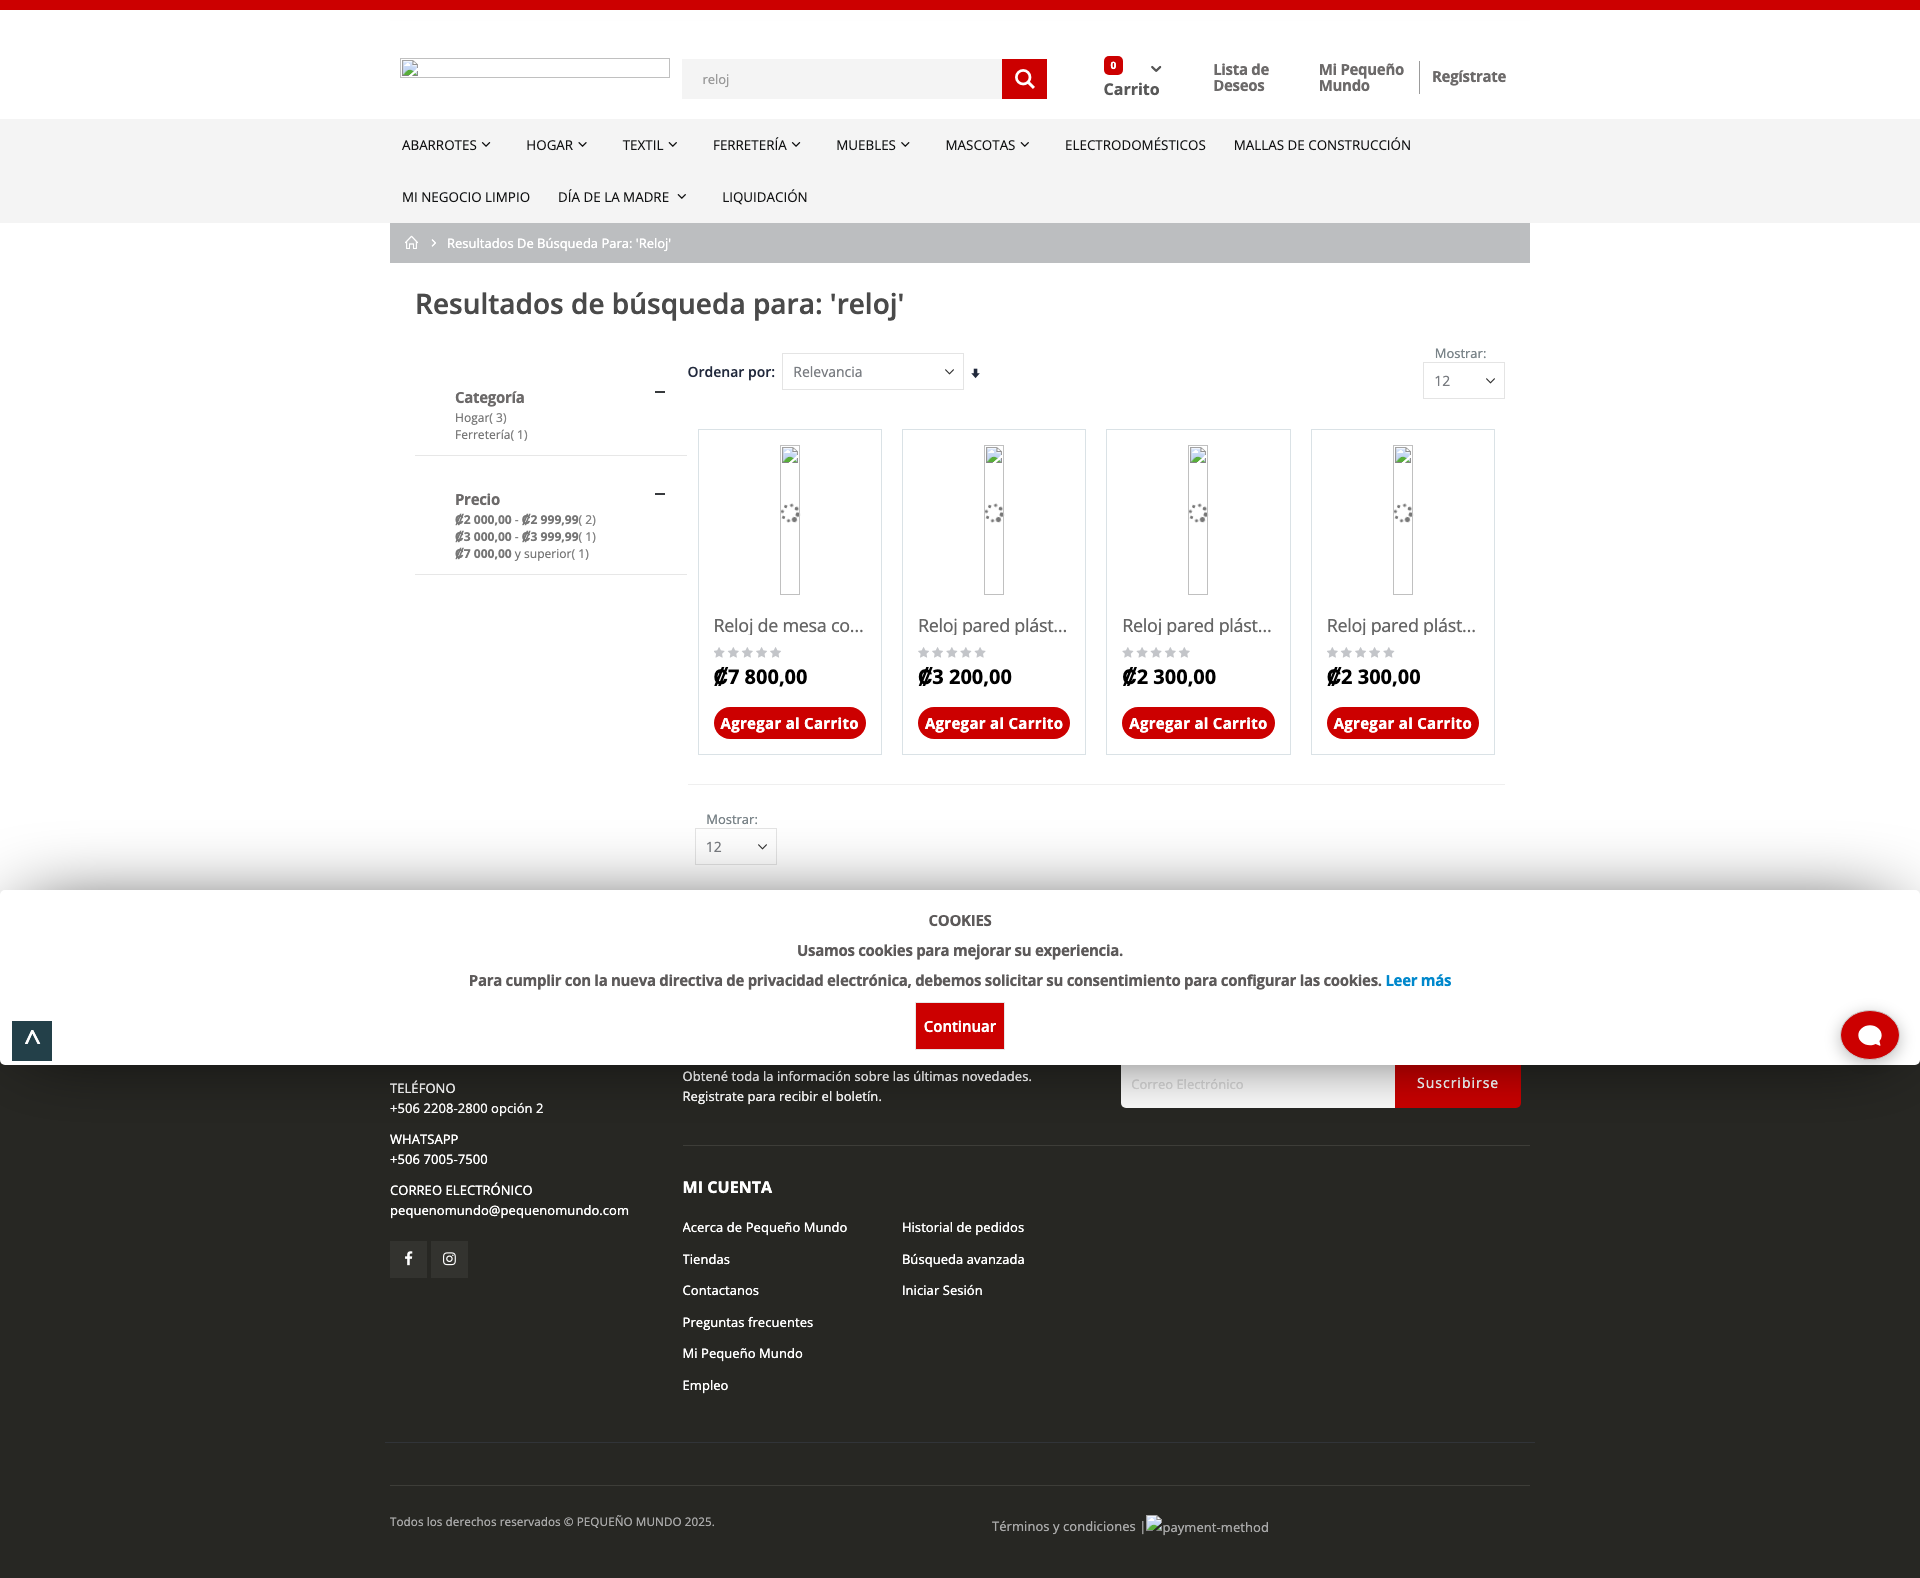 reloj
0
Carrito
Lista de
Deseos
Mi Pequeño
Mundo
Regístrate
ABARROTES
HOGAR
TEXTIL
FERRETERÍA
MUEBLES
MASCOTAS
ELECTRODOMÉSTICOS
MALLAS DE CONSTRUCCIÓN
MI NEGOCIO LIMPIO
DÍA DE LA MADRE
LIQUIDACIÓN
Resultados De Búsqueda Para: 'Reloj'
Resultados de búsqueda para: 'reloj'
Ordenar por:
Relevancia
Mostrar:
12
Categoría
Hogar( 3)
Ferretería( 1)
Precio
₡2 000,00 - ₡2 999,99( 2)
₡3 000,00 - ₡3 999,99( 1)
₡7 000,00 y superior( 1)
Reloj de mesa co...
₡7 800,00
Agregar al Carrito
Reloj pared plást...
₡3 200,00
Agregar al Carrito
Reloj pared plást...
₡2 300,00
Agregar al Carrito
Reloj pared plást...
₡2 300,00
Agregar al Carrito
Mostrar:
12
COOKIES
Usamos cookies para mejorar su experiencia.
Para cumplir con la nueva directiva de privacidad electrónica, debemos solicitar su consentimiento para configurar las cookies. Leer más
Continuar
TELÉFONO
+506 2208-2800 opción 2
WHATSAPP
+506 7005-7500
CORREO ELECTRÓNICO
pequenomundo@pequenomundo.com
Obtené toda la información sobre las últimas novedades.
Registrate para recibir el boletín.
Correo Electrónico
Suscribirse
MI CUENTA
Acerca de Pequeño Mundo
Tiendas
Contactanos
Preguntas frecuentes
Mi Pequeño Mundo
Empleo
Historial de pedidos
Búsqueda avanzada
Iniciar Sesión
Todos los derechos reservados © PEQUEÑO MUNDO 2025.
Términos y condiciones |
payment-method